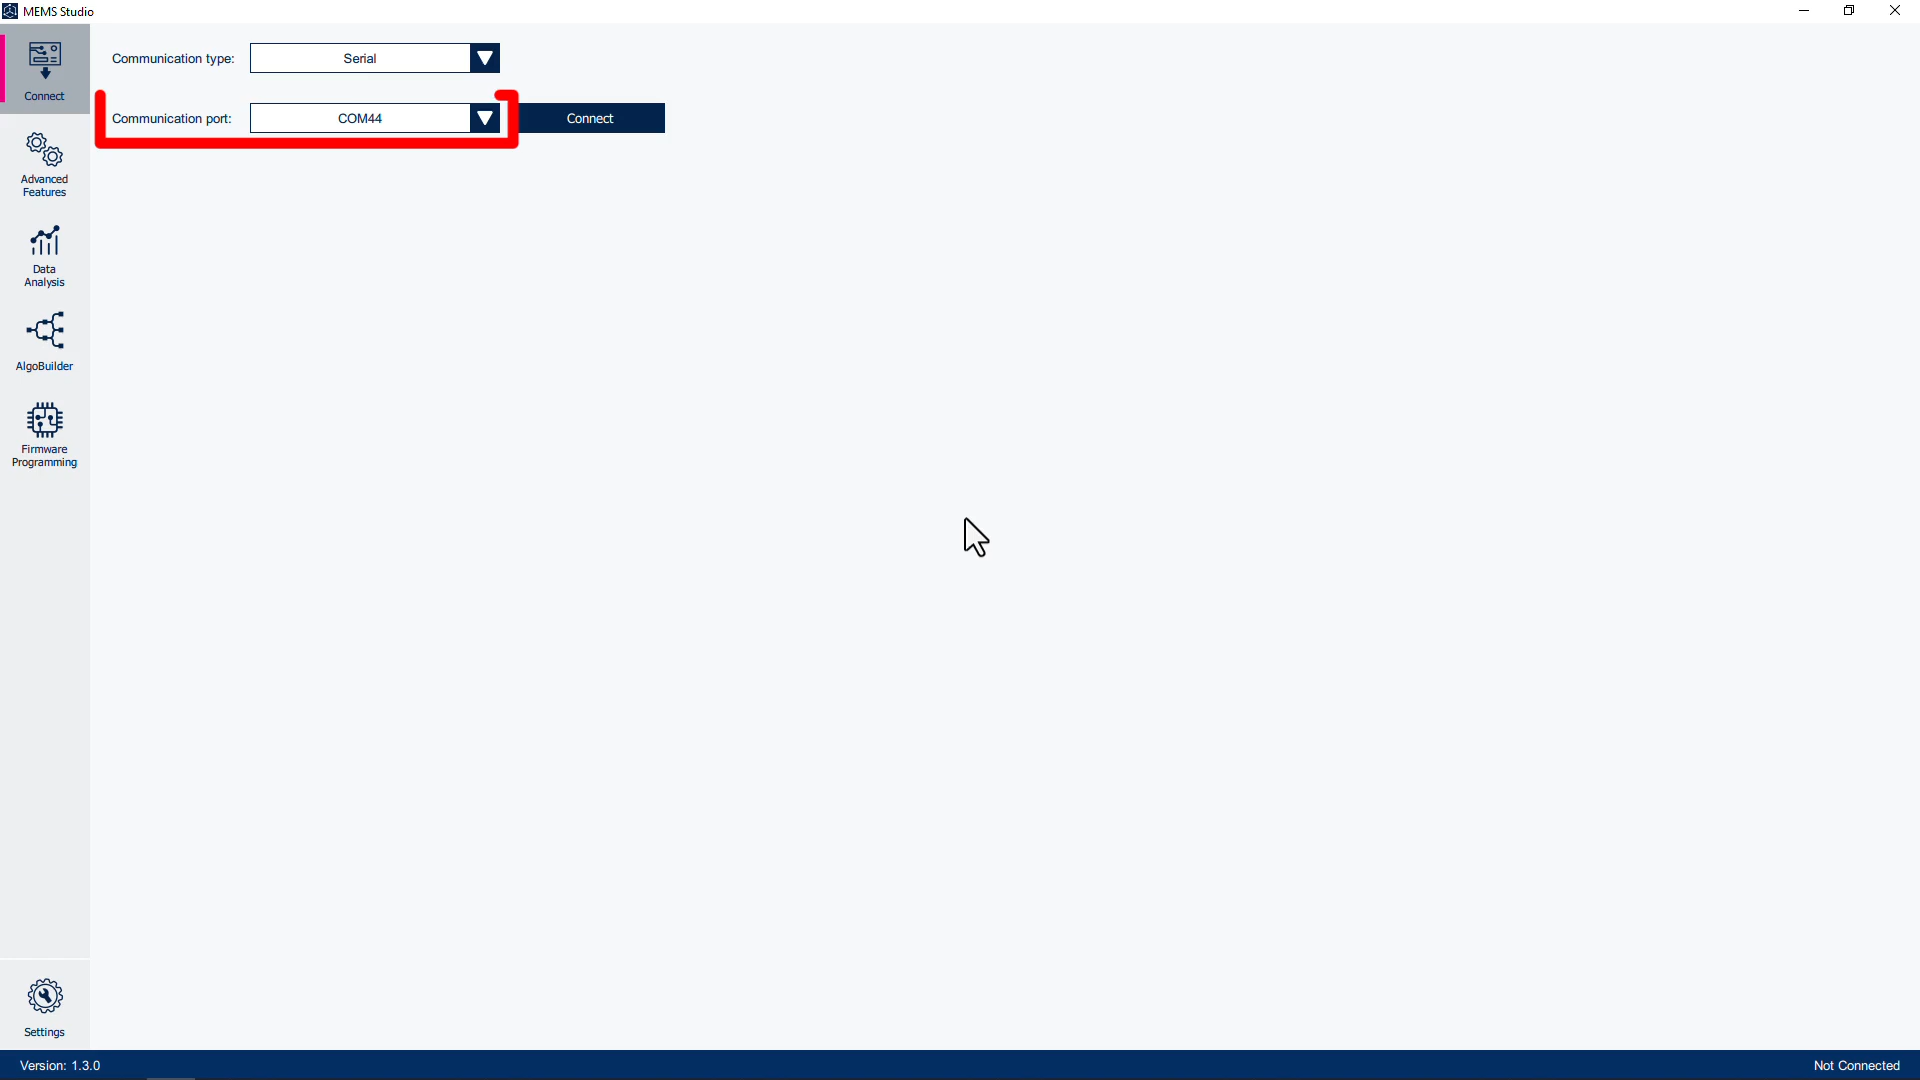 MEMS Studio
Communication type:
Serial
Connect
Communication port:
COM44
Connect
Advanced
Features
Data
Analysis
AlgoBuilder
Firmware
Programming
Settings
Version: 1.3.0
Not Connected